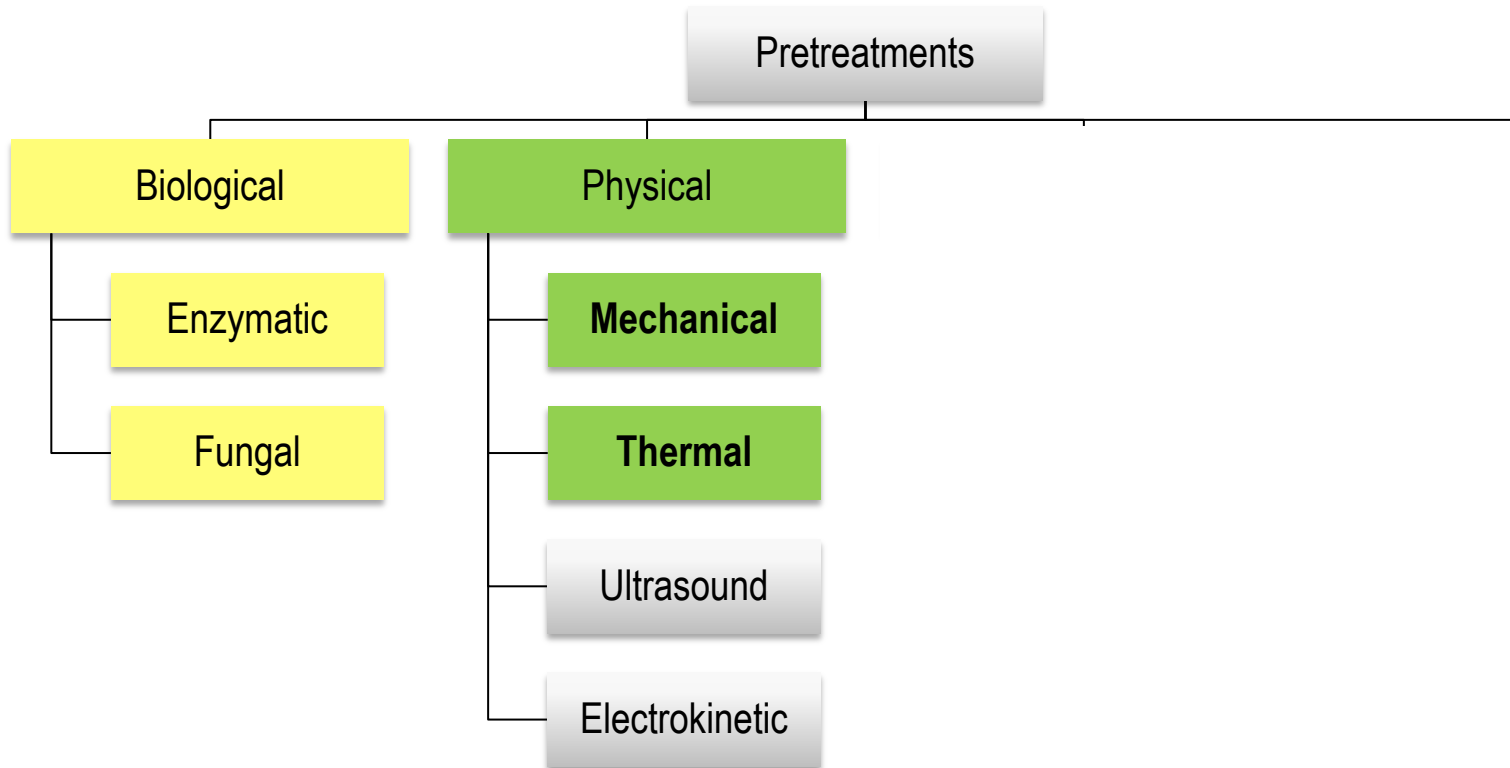 Pretreatments
Biological
Physical
Enzymatic
Mechanical
Fungal
Thermal
Ultrasound
Electrokinetic